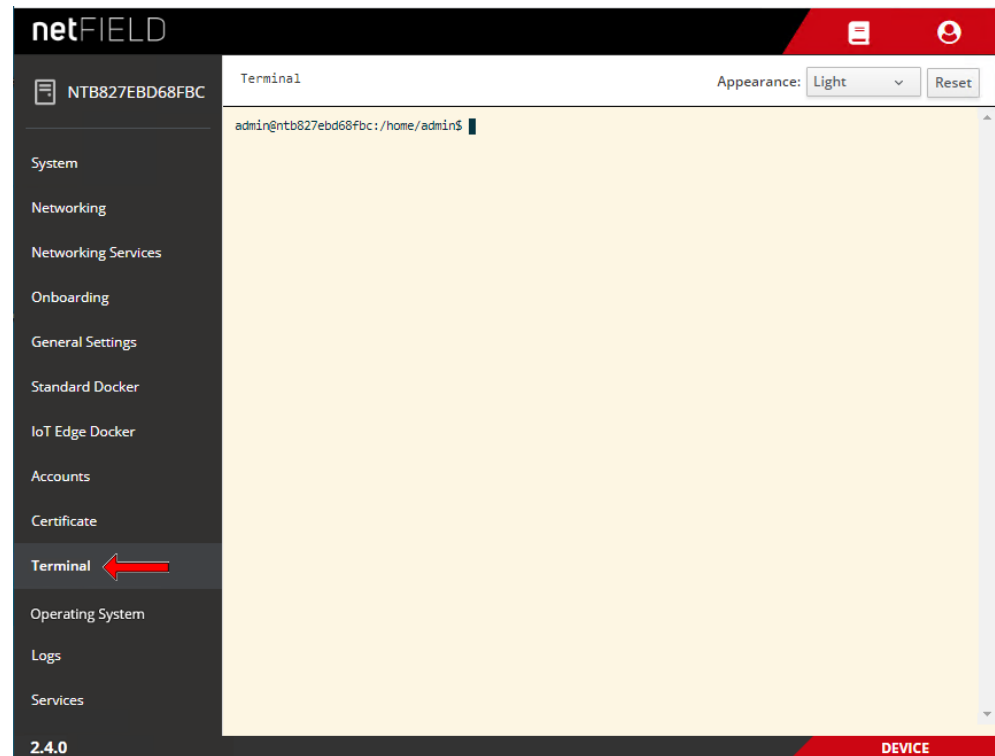 netFIELD
NTB827EBD68FBC
Terminal
Appearance: Light
Reset
admin@ntb827ebd68fbc:/home/admin$
System
Networking
Networking Services
Onboarding
General Settings
Standard Docker
IoT Edge Docker
Accounts
Certificate
Terminal
Operating System
Logs
Services
2.4.0
DEVICE